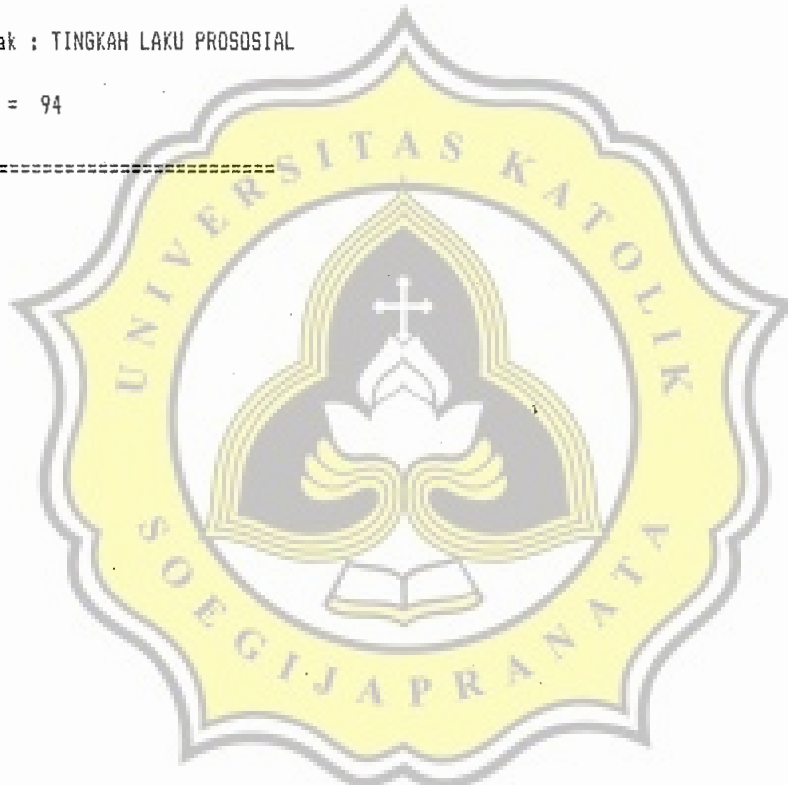 ak : TINGKAH LAKU PROSOSIAL
= 94
==============================
UNIVERSITAS KATOLIK
SOEGIJAPRANATA